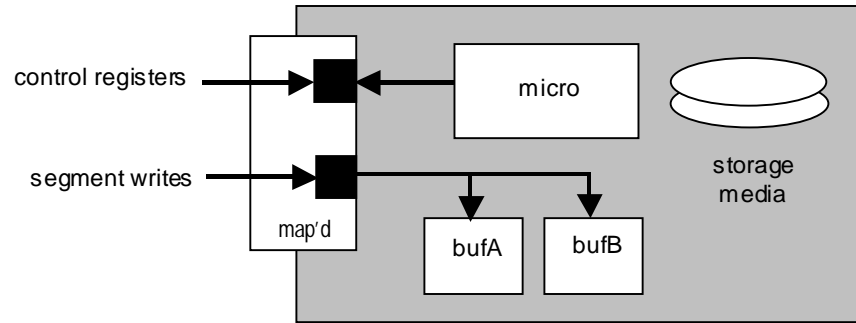 control registers
micro
segment writes
storage
media
map'd
bufA
bufB